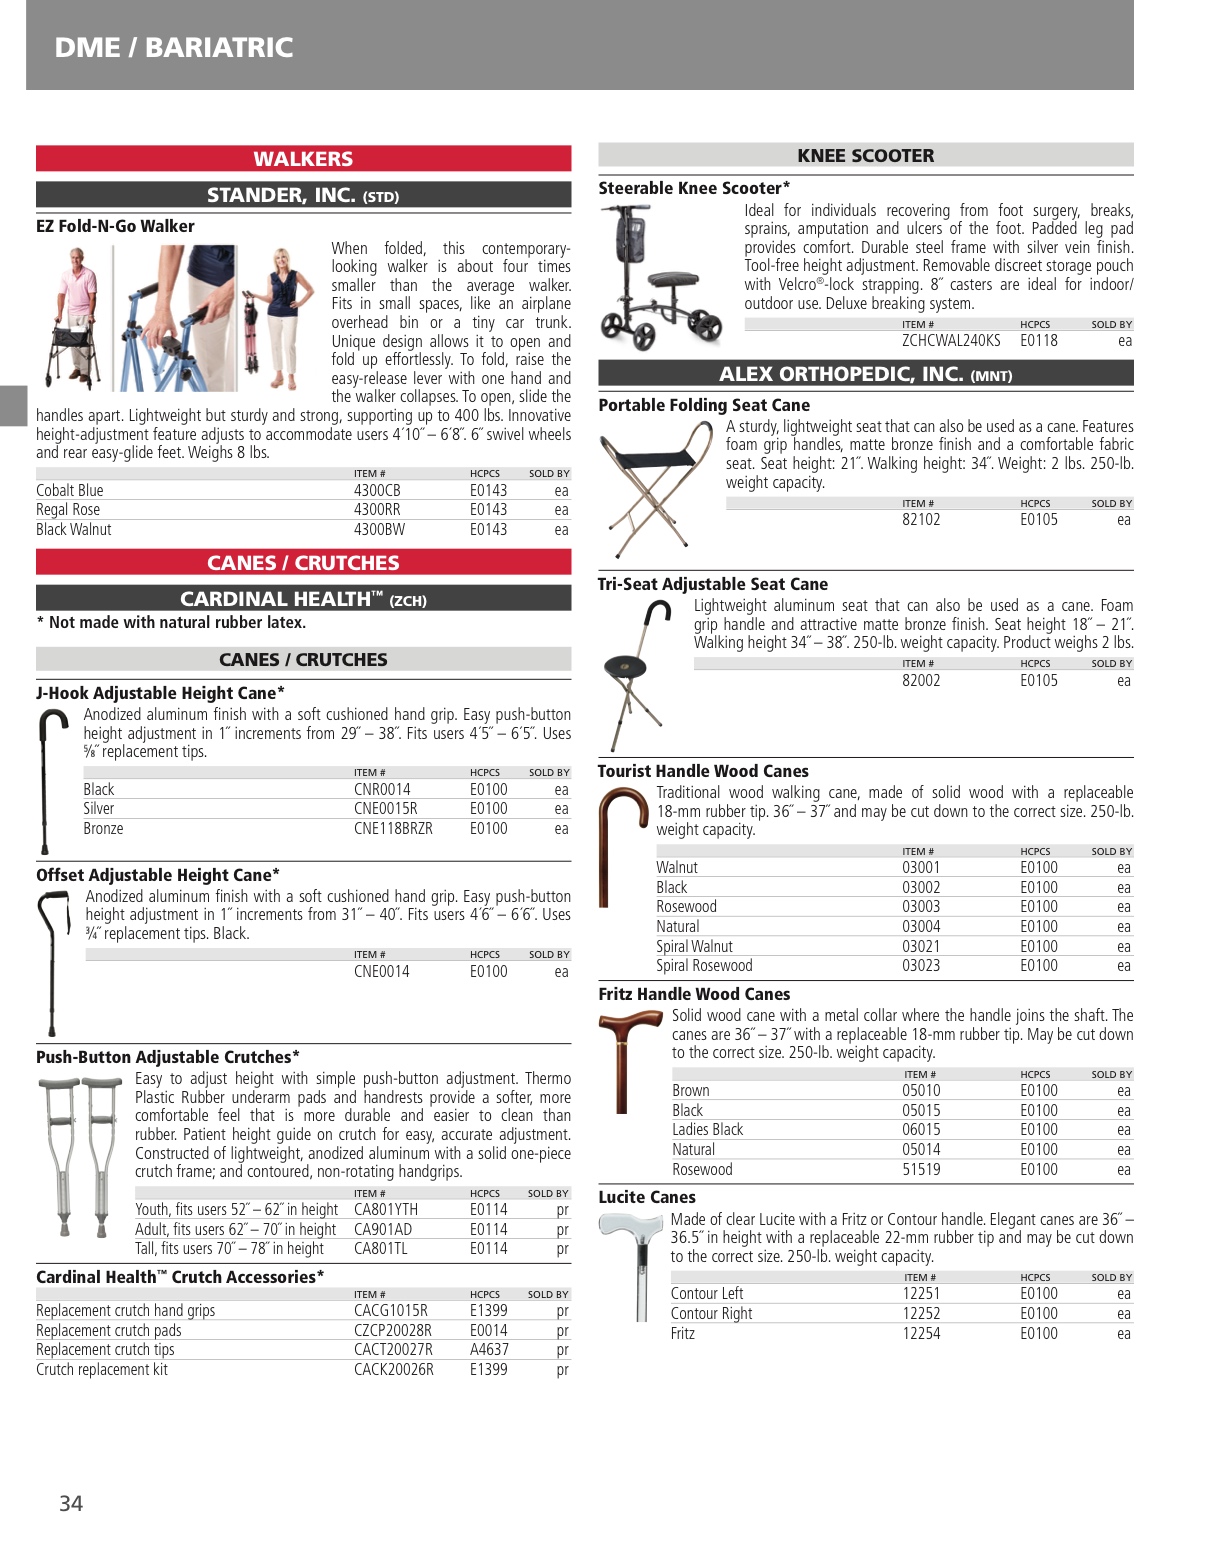 DME / BARIATRIC
WALKERS
STANDER, INC. (STD)
EZ Fold-N-Go Walker
When folded, this contemporary-
looking walker is about four times
smaller than the average walker.
Fits in small spaces, like an airplane
overhead bin or a tiny car trunk.
Unique design allows it to open and
fold up effortlessly. To fold, raise the
easy-release lever with one hand and
the walker collapses. To open, slide the
handles apart. Lightweight but sturdy and strong, supporting up to 400 lbs. Innovative
height-adjustment feature adjusts to accommodate users 4´10˝ – 6´8˝. 6˝ swivel wheels
and rear easy-glide feet. Weighs 8 lbs.
ITEM # HCPCS SOLD BY
Cobalt Blue 4300CB E0143 ea
Regal Rose 4300RR E0143 ea
Black Walnut 4300BW E0143 ea
CANES / CRUTCHES
CARDINAL HEALTH™ (ZCH)
* Not made with natural rubber latex.
CANES / CRUTCHES
J-Hook Adjustable Height Cane*
Anodized aluminum finish with a soft cushioned hand grip. Easy push-button
height adjustment in 1˝ increments from 29˝ – 38˝. Fits users 4´5˝ – 6´5˝. Uses
⅝˝ replacement tips.
ITEM # HCPCS SOLD BY
Black CNR0014 E0100 ea
Silver CNE0015R E0100 ea
Bronze CNE118BRZR E0100 ea
Offset Adjustable Height Cane*
Anodized aluminum finish with a soft cushioned hand grip. Easy push-button
height adjustment in 1˝ increments from 31˝ – 40˝. Fits users 4´6˝ – 6´6˝. Uses
¾˝ replacement tips. Black.
ITEM # HCPCS SOLD BY
CNE0014 E0100 ea
Push-Button Adjustable Crutches*
Easy to adjust height with simple push-button adjustment. Thermo
Plastic Rubber underarm pads and handrests provide a softer, more
comfortable feel that is more durable and easier to clean than
rubber. Patient height guide on crutch for easy, accurate adjustment.
Constructed of lightweight, anodized aluminum with a solid one-piece
crutch frame; and contoured, non-rotating handgrips.
ITEM # HCPCS SOLD BY
Youth, fits users 52˝ – 62˝ in height CA801YTH E0114 pr
Adult, fits users 62˝ – 70˝ in height CA901AD E0114 pr
Tall, fits users 70˝ – 78˝ in height CA801TL E0114 pr
Cardinal Health™ Crutch Accessories*
ITEM # HCPCS SOLD BY
Replacement crutch hand grips CACG1015R E1399 pr
Replacement crutch pads CZCP20028R E0014 pr
Replacement crutch tips CACT20027R A4637 pr
Crutch replacement kit CACK20026R E1399 pr
KNEE SCOOTER
Steerable Knee Scooter*
Ideal for individuals recovering from foot surgery, breaks,
sprains, amputation and ulcers of the foot. Padded leg pad
provides comfort. Durable steel frame with silver vein finish.
Tool-free height adjustment. Removable discreet storage pouch
with Velcro®-lock strapping. 8˝ casters are ideal for indoor/
outdoor use. Deluxe breaking system.
ITEM # HCPCS SOLD BY
ZCHCWAL240KS E0118 ea
ALEX ORTHOPEDIC, INC. (MNT)
Portable Folding Seat Cane
A sturdy, lightweight seat that can also be used as a cane. Features
foam grip handles, matte bronze finish and a comfortable fabric
seat. Seat height: 21˝. Walking height: 34˝. Weight: 2 lbs. 250-lb.
weight capacity.
ITEM # HCPCS SOLD BY
82102 E0105 ea
Tri-Seat Adjustable Seat Cane
Lightweight aluminum seat that can also be used as a cane. Foam
grip handle and attractive matte bronze finish. Seat height 18˝ – 21˝.
Walking height 34˝ – 38˝. 250-lb. weight capacity. Product weighs 2 lbs.
ITEM # HCPCS SOLD BY
82002 E0105 ea
Tourist Handle Wood Canes
Traditional wood walking cane, made of solid wood with a replaceable
18-mm rubber tip. 36˝ – 37˝ and may be cut down to the correct size. 250-lb.
weight capacity.
ITEM # HCPCS SOLD BY
Walnut 03001 E0100 ea
Black 03002 E0100 ea
Rosewood 03003 E0100 ea
Natural 03004 E0100 ea
Spiral Walnut 03021 E0100 ea
Spiral Rosewood 03023 E0100 ea
Fritz Handle Wood Canes
Solid wood cane with a metal collar where the handle joins the shaft. The
canes are 36˝ – 37˝ with a replaceable 18-mm rubber tip. May be cut down
to the correct size. 250-lb. weight capacity.
ITEM # HCPCS SOLD BY
Brown 05010 E0100 ea
Black 05015 E0100 ea
Ladies Black 06015 E0100 ea
Natural 05014 E0100 ea
Rosewood 51519 E0100 ea
Lucite Canes
Made of clear Lucite with a Fritz or Contour handle. Elegant canes are 36˝ –
36.5˝ in height with a replaceable 22-mm rubber tip and may be cut down
to the correct size. 250-lb. weight capacity.
ITEM # HCPCS SOLD BY
Contour Left 12251 E0100 ea
Contour Right 12252 E0100 ea
Fritz 12254 E0100 ea
34